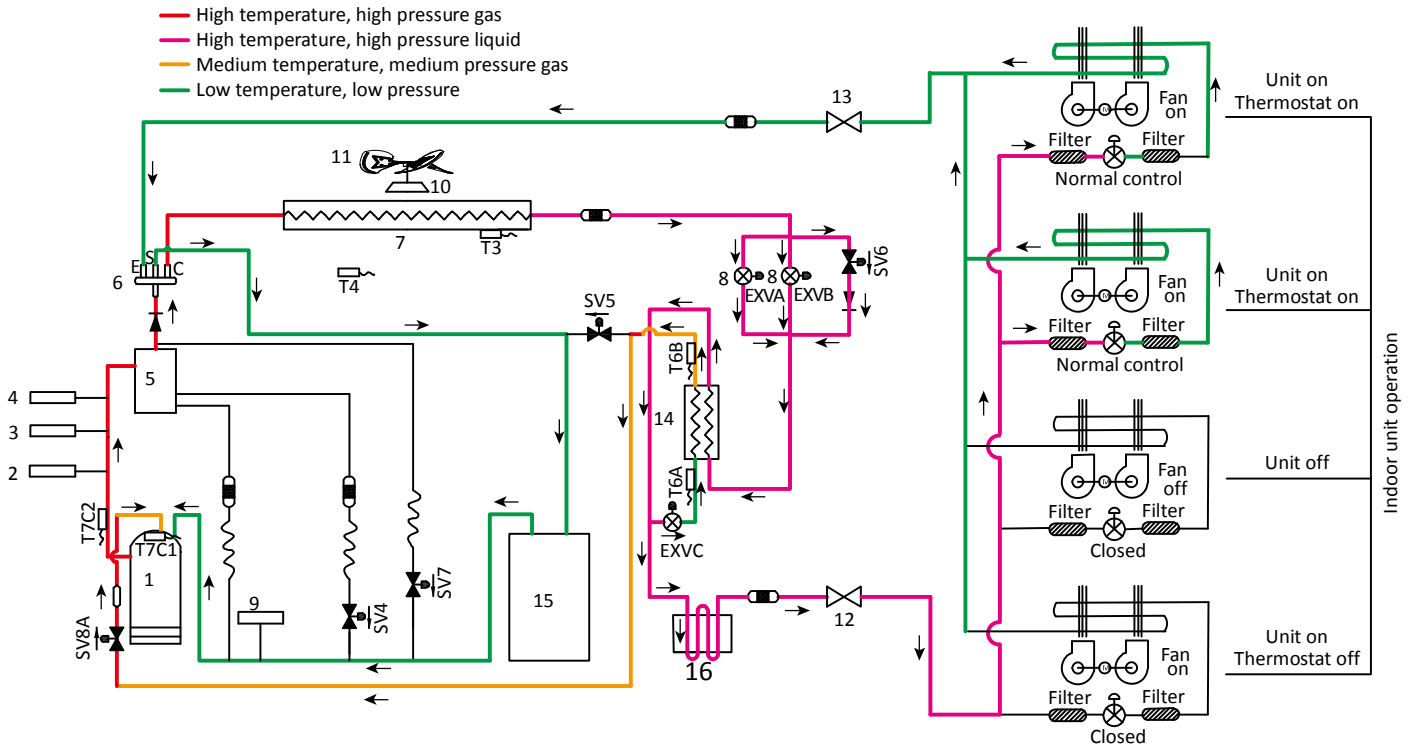 High temperature, high pressure gas
High temperature, high pressure liquid
Medium temperature, medium pressure gas
Low temperature, low pressure
13
11
10
7
T3
T4
E S C
6
5
4
3
2
T7C2
T7C1
1
SV8A
9
SV4
SV7
15
SV5
T6B
14
T6A
EXVC
8
EXVA
8
EXVB
SV6
16
12
Fan
on
Filter
Filter
Normal control
Unit on
Thermostat on
Fan
on
Filter
Filter
Normal control
Unit on
Thermostat on
Fan
off
Filter
Filter
Closed
Unit off
Fan
on
Filter
Filter
Closed
Unit on
Thermostat off
Indoor unit operation